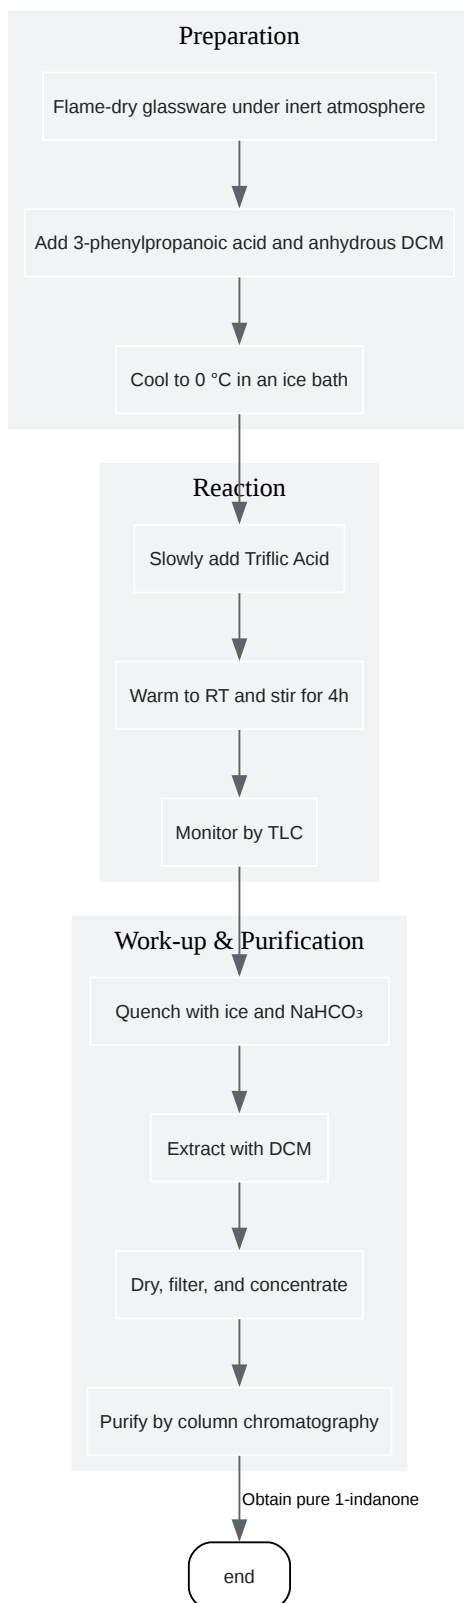 Preparation
Flame-dry glassware under inert atmosphere
Add 3-phenylpropanoic acid and anhydrous DCM
Cool to 0 °C in an ice bath
Reaction
Slowly add Triflic Acid
Warm to RT and stir for 4h
Monitor by TLC
Work-up & Purification
Quench with ice and NaHCO₃
Extract with DCM
Dry, filter, and concentrate
Purify by column chromatography
Obtain pure 1-indanone
end